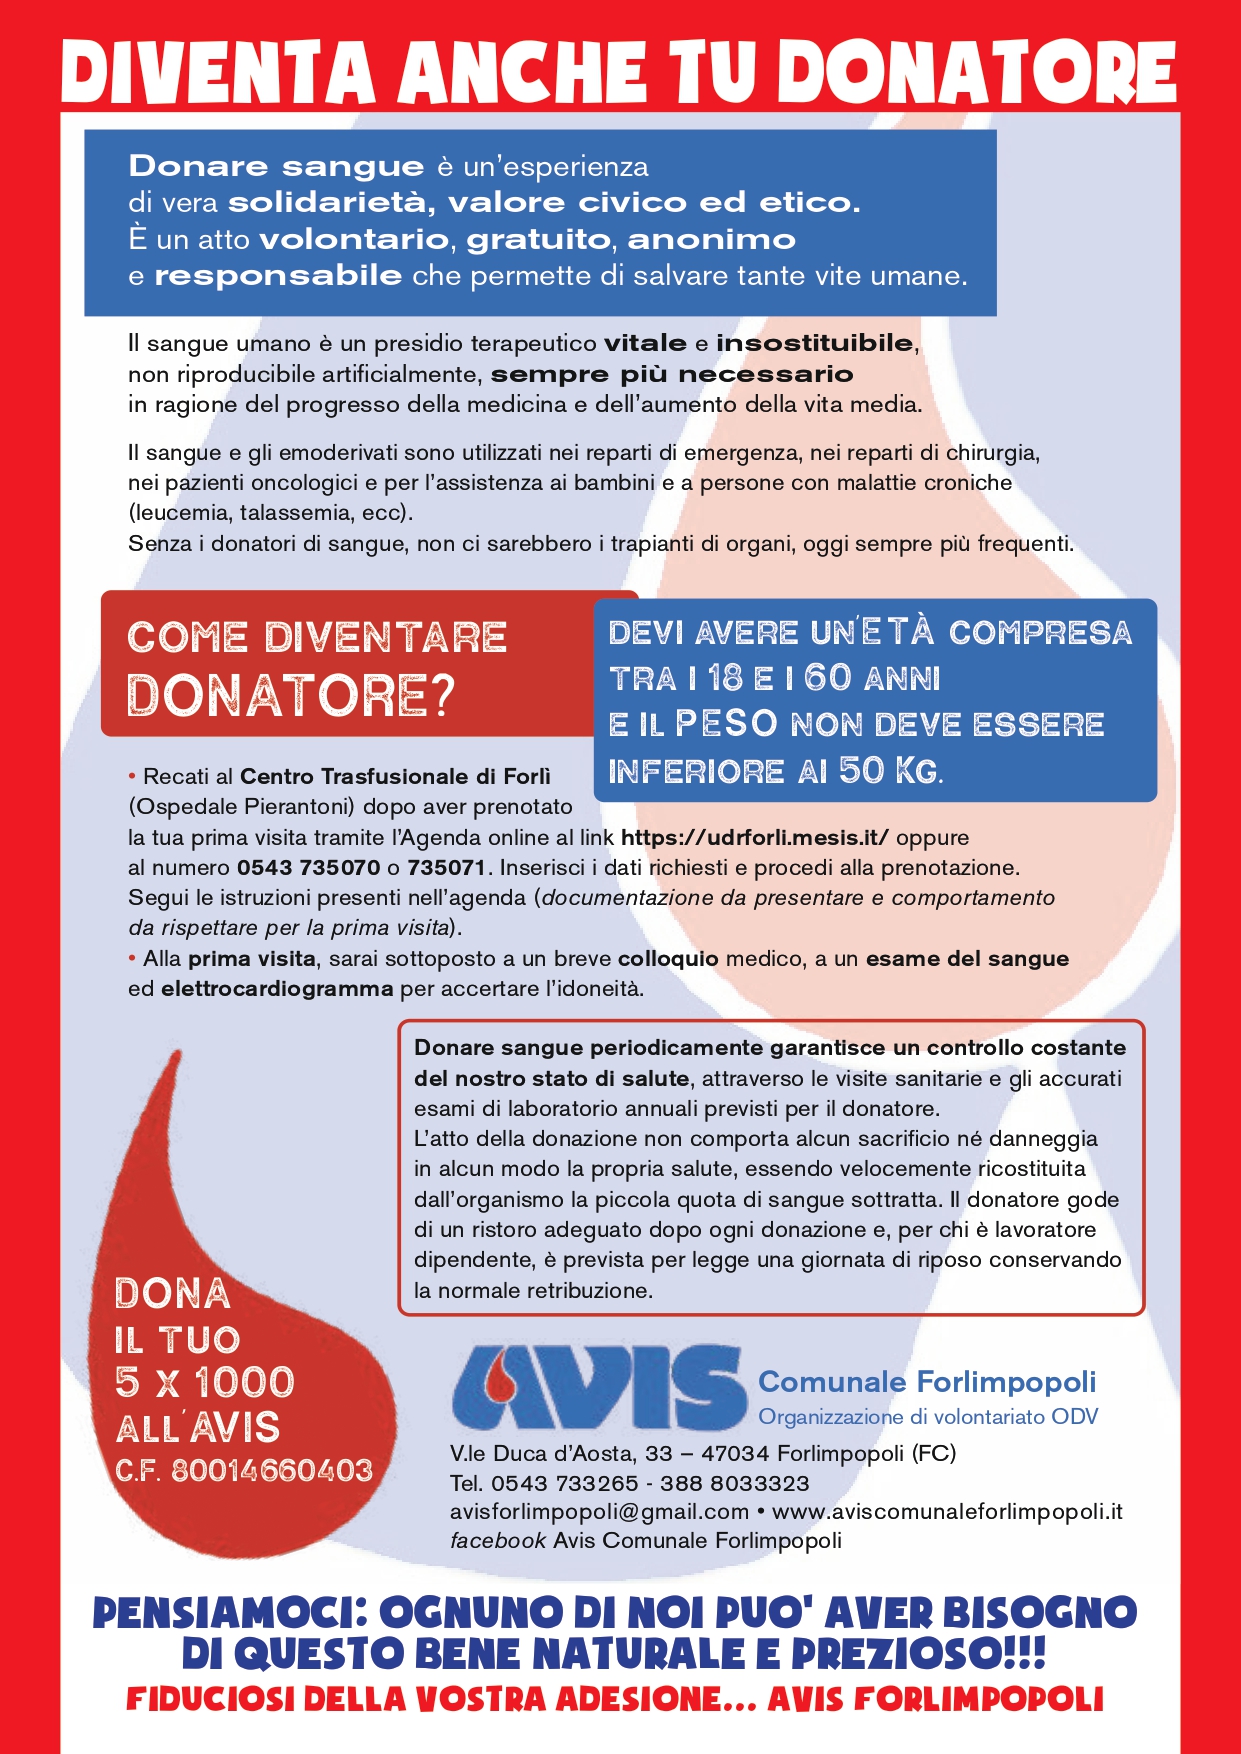 DIVENTA ANCHE TU DONATORE
Donare sangue è un'esperienza
di vera solidarietà, valore civico ed etico.
È un atto volontario, gratuito, anonimo
e responsabile che permette di salvare tante vite umane.
Il sangue umano è un presidio terapeutico vitale e insostituibile,
non riproducibile artificialmente, sempre più necessario
in ragione del progresso della medicina e dell'aumento della vita media.
Il sangue e gli emoderivati sono utilizzati nei reparti di emergenza, nei reparti di chirurgia,
nei pazienti oncologici e per l'assistenza ai bambini e a persone con malattie croniche
(leucemia, talassemia, ecc).
Senza i donatori di sangue, non ci sarebbero i trapianti di organi, oggi sempre più frequenti.
COME DIVENTARE
DONATORE?
DEVI AVERE UN'ETÀ COMPRESA
TRA I 18 E I 60 ANNI
E IL PESO NON DEVE ESSERE
INFERIORE AI 50 KG.
• Recati al Centro Trasfusionale di Forlì
(Ospedale Pierantoni) dopo aver prenotato
la tua prima visita tramite l'Agenda online al link https://udrforli.mesis.it/ oppure
al numero 0543 735070 o 735071. Inserisci i dati richiesti e procedi alla prenotazione.
Segui le istruzioni presenti nell'agenda (documentazione da presentare e comportamento
da rispettare per la prima visita).
• Alla prima visita, sarai sottoposto a un breve colloquio medico, a un esame del sangue
ed elettrocardiogramma per accertare l'idoneità.
Donare sangue periodicamente garantisce un controllo costante
del nostro stato di salute, attraverso le visite sanitarie e gli accurati
esami di laboratorio annuali previsti per il donatore.
L'atto della donazione non comporta alcun sacrificio né danneggia
in alcun modo la propria salute, essendo velocemente ricostituita
dall'organismo la piccola quota di sangue sottratta. Il donatore gode
di un ristoro adeguato dopo ogni donazione e, per chi è lavoratore
dipendente, è prevista per legge una giornata di riposo conservando
la normale retribuzione.
DONA
IL TUO
5 X 1000
ALL'AVIS
C.F. 80014660403
AVIS
Comunale Forlimpopoli
Organizzazione di volontariato ODV
V.le Duca d'Aosta, 33 – 47034 Forlimpopoli (FC)
Tel. 0543 733265 - 388 8033323
avisforlimpopoli@gmail.com • www.aviscomunaleforlimpopoli.it
facebook Avis Comunale Forlimpopoli
PENSIAMOCI: OGNUNO DI NOI PUO' AVER BISOGNO
DI QUESTO BENE NATURALE E PREZIOSO!!!
FIDUCIOSI DELLA VOSTRA ADESIONE... AVIS FORLIMPOPOLI